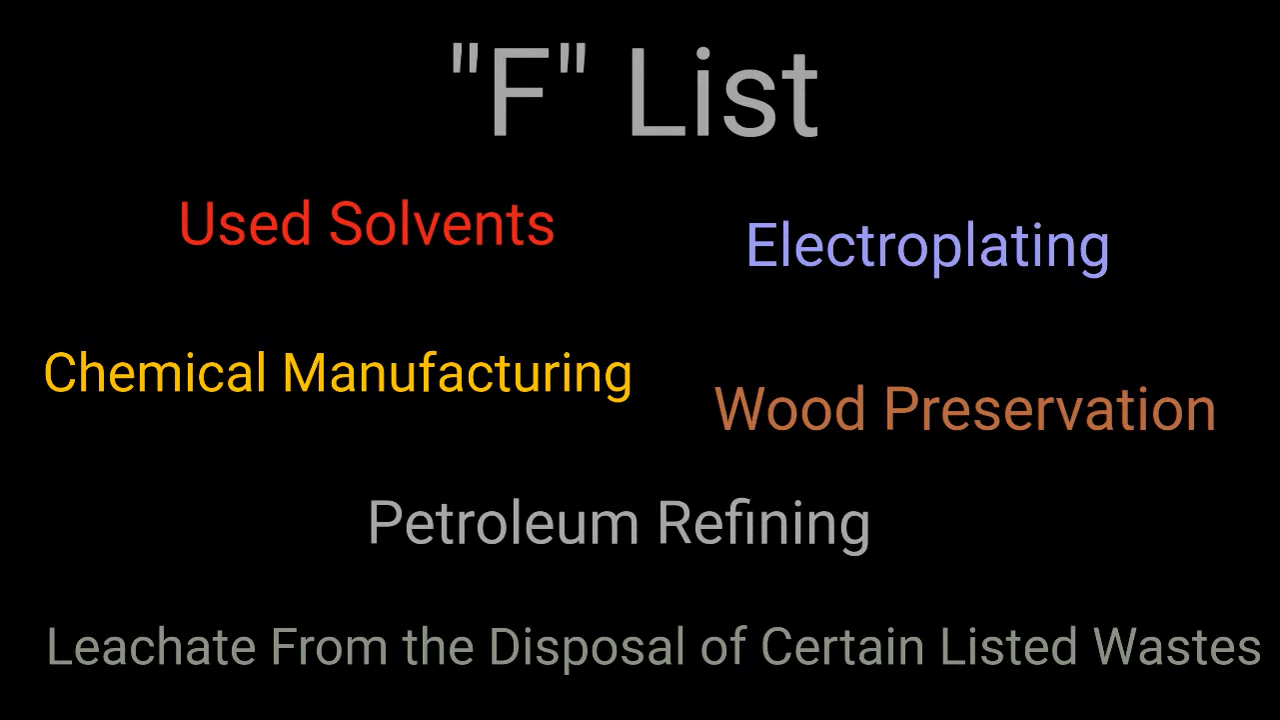 "F" List
Used Solvents
Electroplating
Chemical Manufacturing
Wood Preservation
Petroleum Refining
Leachate From the Disposal of Certain Listed Wastes